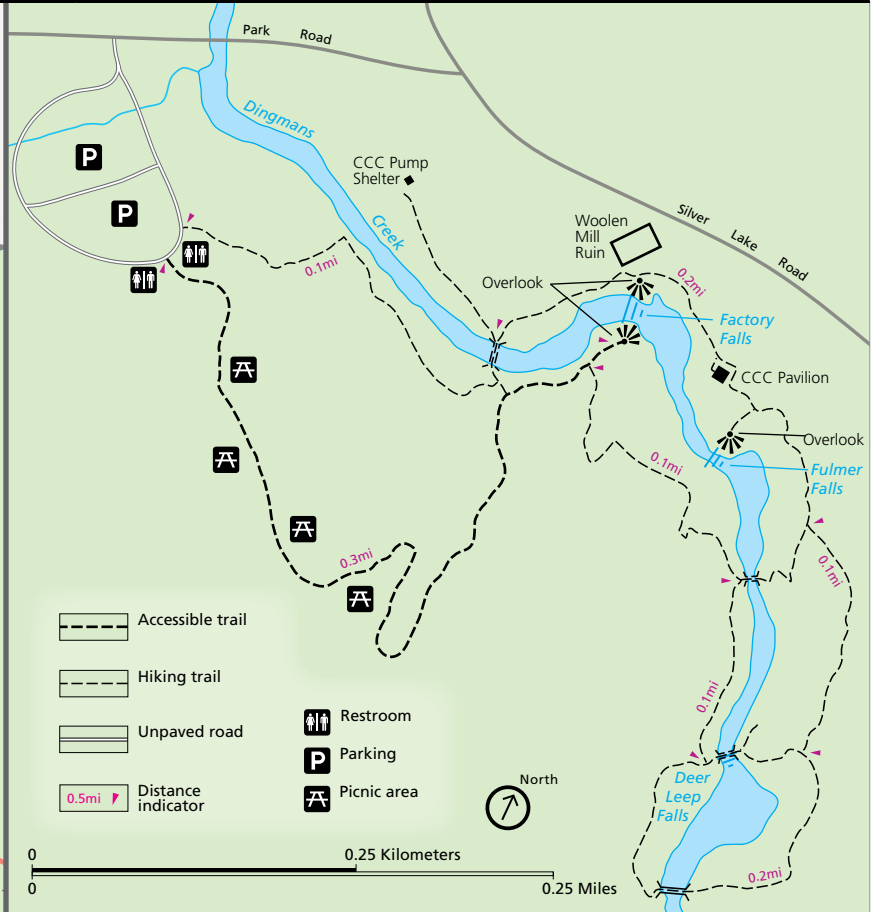 Park Road
Dingmans
Creek
P
P
CCC Pump
Shelter
Silver Lake Road
Woolen
Mill
Ruin
Overlook
0.2mi
0.1mi
Factory
Falls
CCC Pavilion
Overlook
0.1mi
Fulmer
Falls
0.3mi
0.1mi
0.1mi
Deer
Leep
Falls
0.2mi
Accessible trail
Hiking trail
Unpaved road
0.5mi
Distance
indicator
Restroom
P
Parking
Picnic area
North
0
0.25 Kilometers
0
0.25 Miles